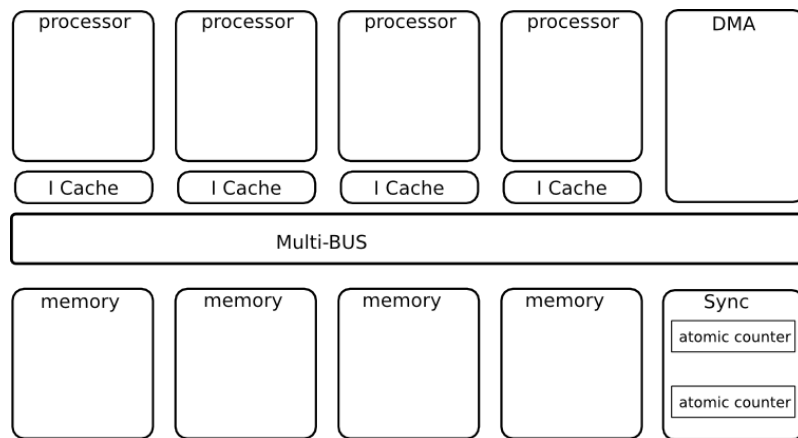 processor
processor
processor
processor
DMA
I Cache
I Cache
I Cache
I Cache
Multi-BUS
memory
memory
memory
memory
Sync
atomic counter
atomic counter